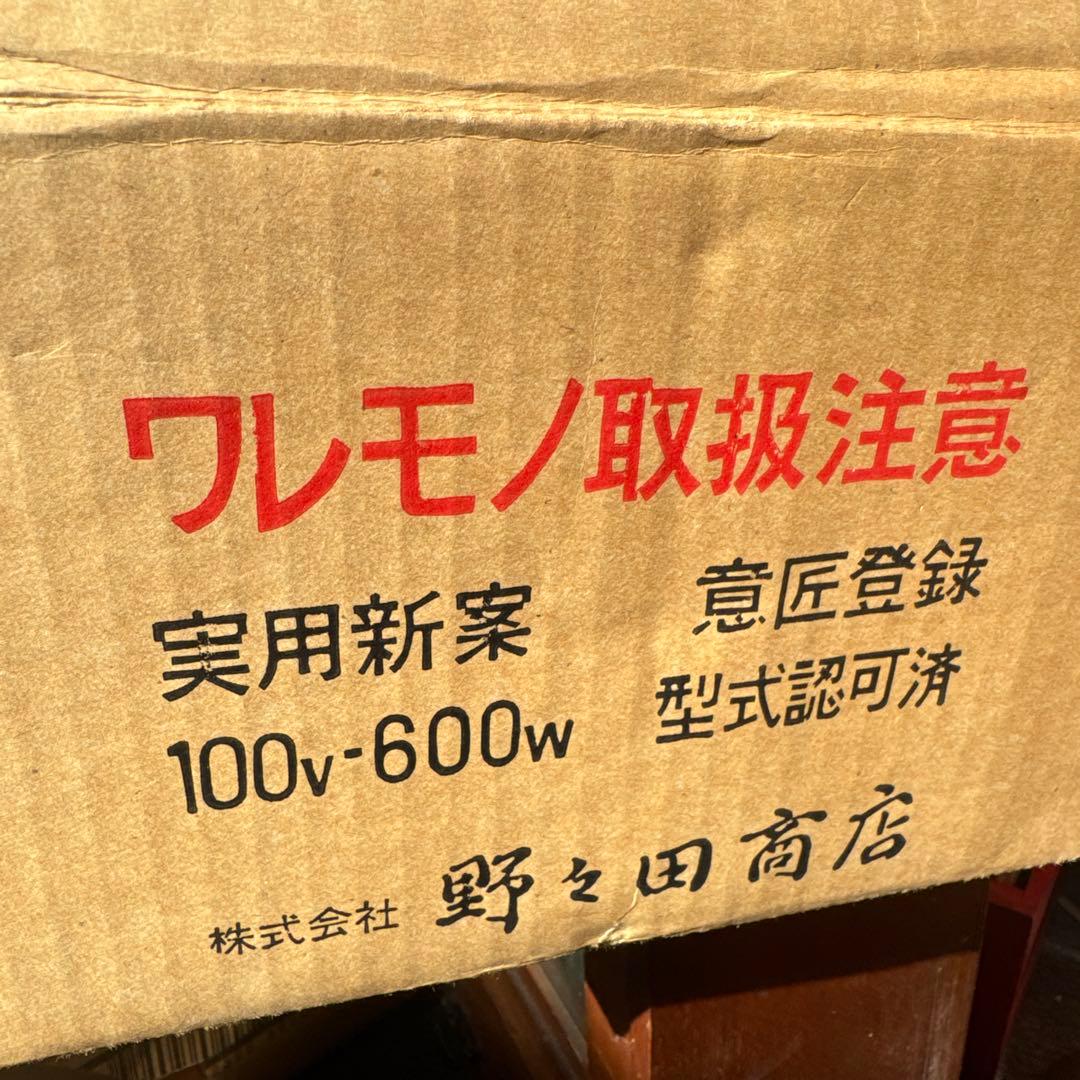 ワレモノ取扱注意
実用新案 意匠登録
100v-600w 型式認可済
株式会社 野々田商店